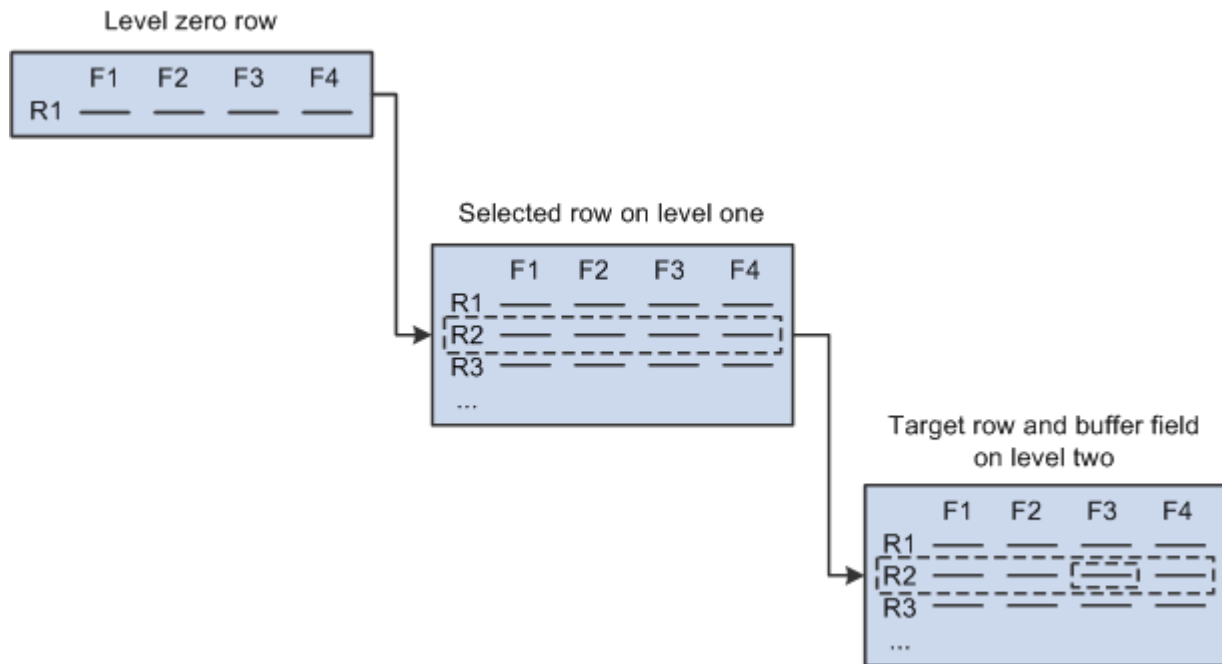 Level zero row
F1 F2 F3 F4
R1
Selected row on level one
F1 F2 F3 F4
R1
R2
R3
...
Target row and buffer field
on level two
F1 F2 F3 F4
R1
R2
R3
...